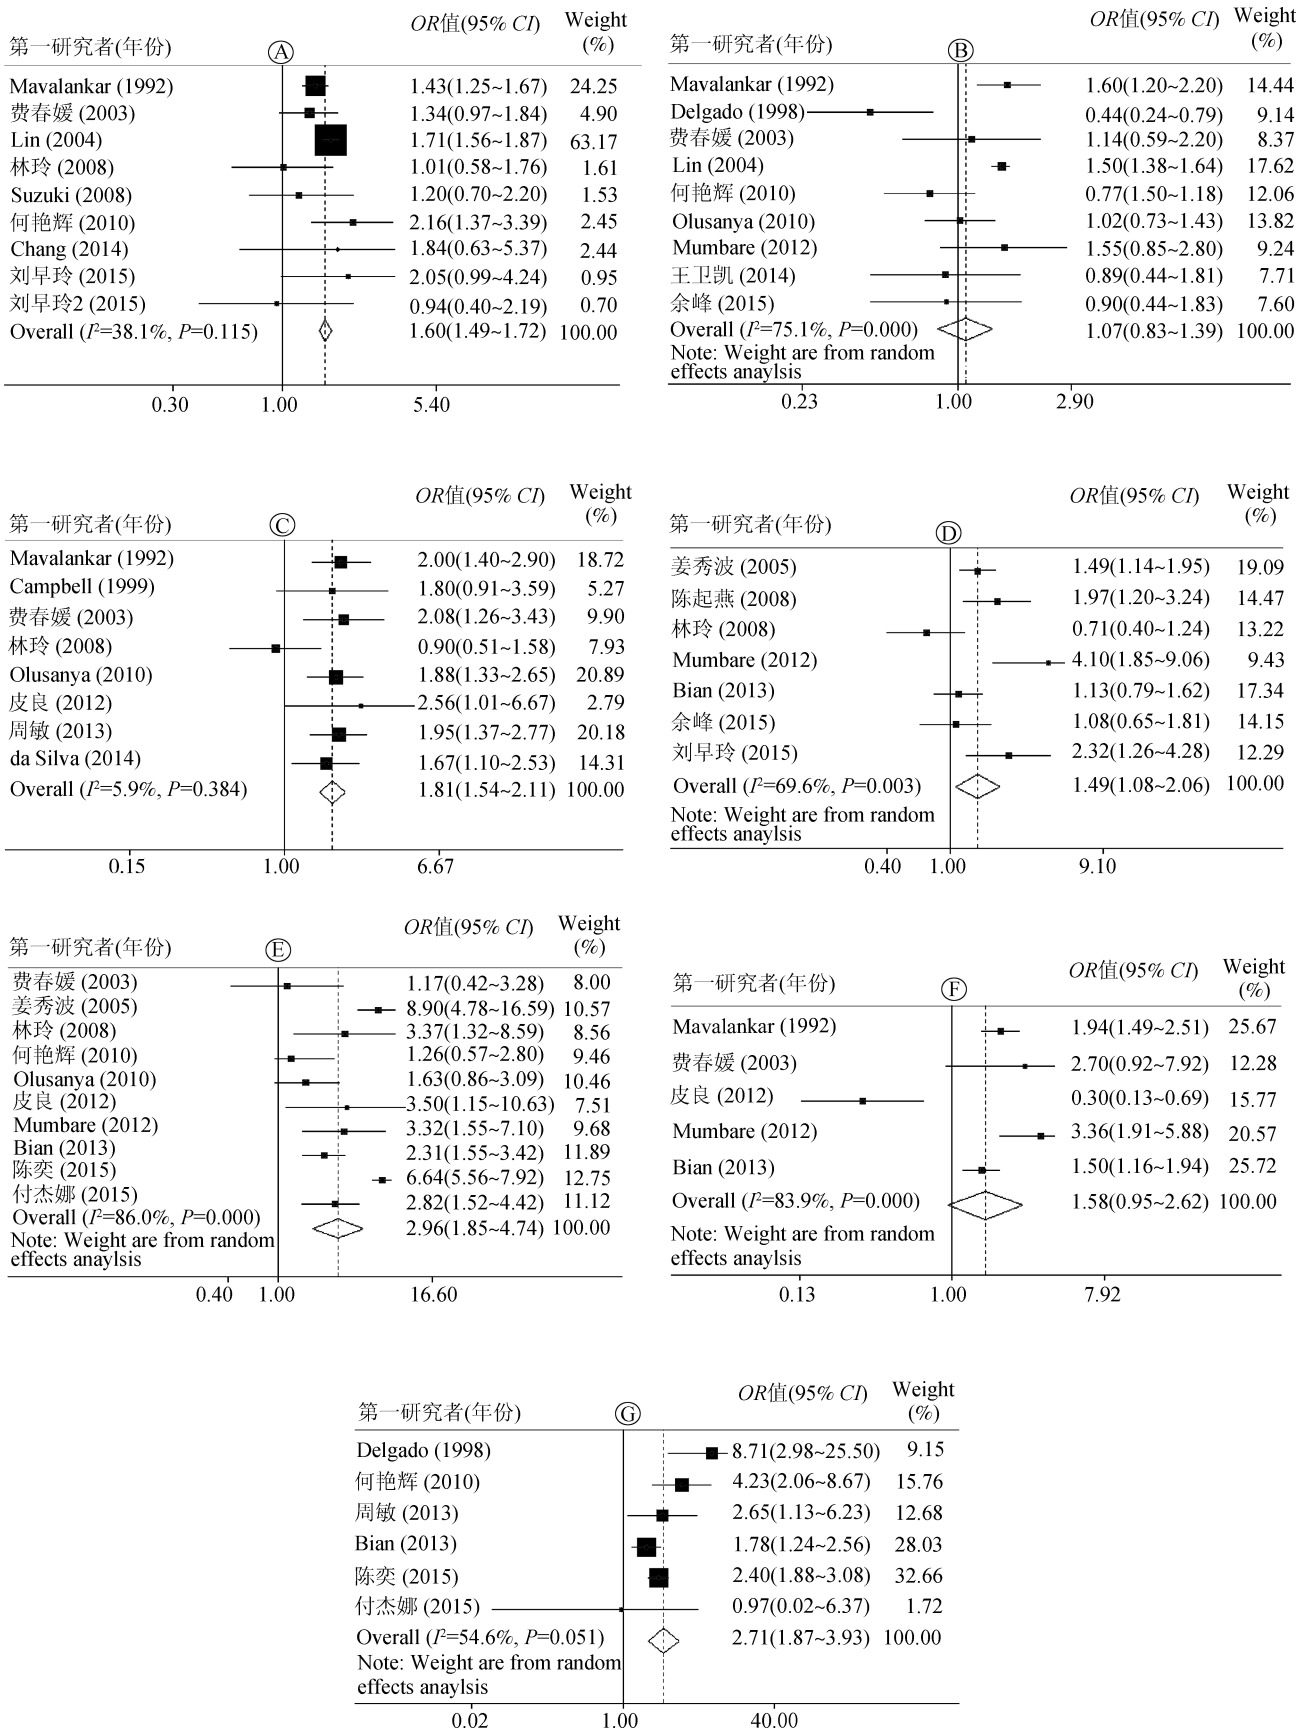 OR值(95% CI) Weight
(%)
第一研究者(年份) Ⓐ
Mavalankar (1992) 1.43(1.25~1.67) 24.25
费春媛 (2003) 1.34(0.97~1.84) 4.90
Lin (2004) 1.71(1.56~1.87) 63.17
林玲 (2008) 1.01(0.58~1.76) 1.61
Suzuki (2008) 1.20(0.70~2.20) 1.53
何艳辉 (2010) 2.16(1.37~3.39) 2.45
Chang (2014) 1.84(0.63~5.37) 2.44
刘早玲 (2015) 2.05(0.99~4.24) 0.95
刘早玲2 (2015) 0.94(0.40~2.19) 0.70
Overall (I²=38.1%, P=0.115) 1.60(1.49~1.72) 100.00
0.30 1.00 5.40
OR值(95% CI) Weight
(%)
第一研究者(年份) Ⓑ
Mavalankar (1992) 1.60(1.20~2.20) 14.44
Delgado (1998) 0.44(0.24~0.79) 9.14
费春媛 (2003) 1.14(0.59~2.20) 8.37
Lin (2004) 1.50(1.38~1.64) 17.62
何艳辉 (2010) 0.77(1.50~1.18) 12.06
Olusanya (2010) 1.02(0.73~1.43) 13.82
Mumbare (2012) 1.55(0.85~2.80) 9.24
王卫凯 (2014) 0.89(0.44~1.81) 7.71
余峰 (2015) 0.90(0.44~1.83) 7.60
Overall (I²=75.1%, P=0.000) 1.07(0.83~1.39) 100.00
Note: Weight are from random
effects anaylsis
0.23 1.00 2.90
OR值(95% CI) Weight
(%)
第一研究者(年份) Ⓒ
Mavalankar (1992) 2.00(1.40~2.90) 18.72
Campbell (1999) 1.80(0.91~3.59) 5.27
费春媛 (2003) 2.08(1.26~3.43) 9.90
林玲 (2008) 0.90(0.51~1.58) 7.93
Olusanya (2010) 1.88(1.33~2.65) 20.89
皮良 (2012) 2.56(1.01~6.67) 2.79
周敏 (2013) 1.95(1.37~2.77) 20.18
da Silva (2014) 1.67(1.10~2.53) 14.31
Overall (I²=5.9%, P=0.384) 1.81(1.54~2.11) 100.00
0.15 1.00 6.67
OR值(95% CI) Weight
(%)
第一研究者(年份) Ⓓ
姜秀波 (2005) 1.49(1.14~1.95) 19.09
陈起燕 (2008) 1.97(1.20~3.24) 14.47
林玲 (2008) 0.71(0.40~1.24) 13.22
Mumbare (2012) 4.10(1.85~9.06) 9.43
Bian (2013) 1.13(0.79~1.62) 17.34
余峰 (2015) 1.08(0.65~1.81) 14.15
刘早玲 (2015) 2.32(1.26~4.28) 12.29
Overall (I²=69.6%, P=0.003) 1.49(1.08~2.06) 100.00
Note: Weight are from random
effects anaylsis
0.40 1.00 9.10
OR值(95% CI) Weight
(%)
第一研究者(年份) Ⓔ
费春媛 (2003) 1.17(0.42~3.28) 8.00
姜秀波 (2005) 8.90(4.78~16.59) 10.57
林玲 (2008) 3.37(1.32~8.59) 8.56
何艳辉 (2010) 1.26(0.57~2.80) 9.46
Olusanya (2010) 1.63(0.86~3.09) 10.46
皮良 (2012) 3.50(1.15~10.63) 7.51
Mumbare (2012) 3.32(1.55~7.10) 9.68
Bian (2013) 2.31(1.55~3.42) 11.89
陈奕 (2015) 6.64(5.56~7.92) 12.75
付杰娜 (2015) 2.82(1.52~4.42) 11.12
Overall (I²=86.0%, P=0.000) 2.96(1.85~4.74) 100.00
Note: Weight are from random
effects anaylsis
0.40 1.00 16.60
OR值(95% CI) Weight
(%)
第一研究者(年份) Ⓕ
Mavalankar (1992) 1.94(1.49~2.51) 25.67
费春媛 (2003) 2.70(0.92~7.92) 12.28
皮良 (2012) 0.30(0.13~0.69) 15.77
Mumbare (2012) 3.36(1.91~5.88) 20.57
Bian (2013) 1.50(1.16~1.94) 25.72
Overall (I²=83.9%, P=0.000) 1.58(0.95~2.62) 100.00
Note: Weight are from random
effects anaylsis
0.13 1.00 7.92
OR值(95% CI) Weight
(%)
第一研究者(年份) Ⓖ
Delgado (1998) 8.71(2.98~25.50) 9.15
何艳辉 (2010) 4.23(2.06~8.67) 15.76
周敏 (2013) 2.65(1.13~6.23) 12.68
Bian (2013) 1.78(1.24~2.56) 28.03
陈奕 (2015) 2.40(1.88~3.08) 32.66
付杰娜 (2015) 0.97(0.02~6.37) 1.72
Overall (I²=54.6%, P=0.051) 2.71(1.87~3.93) 100.00
Note: Weight are from random
effects anaylsis
0.02 1.00 40.00